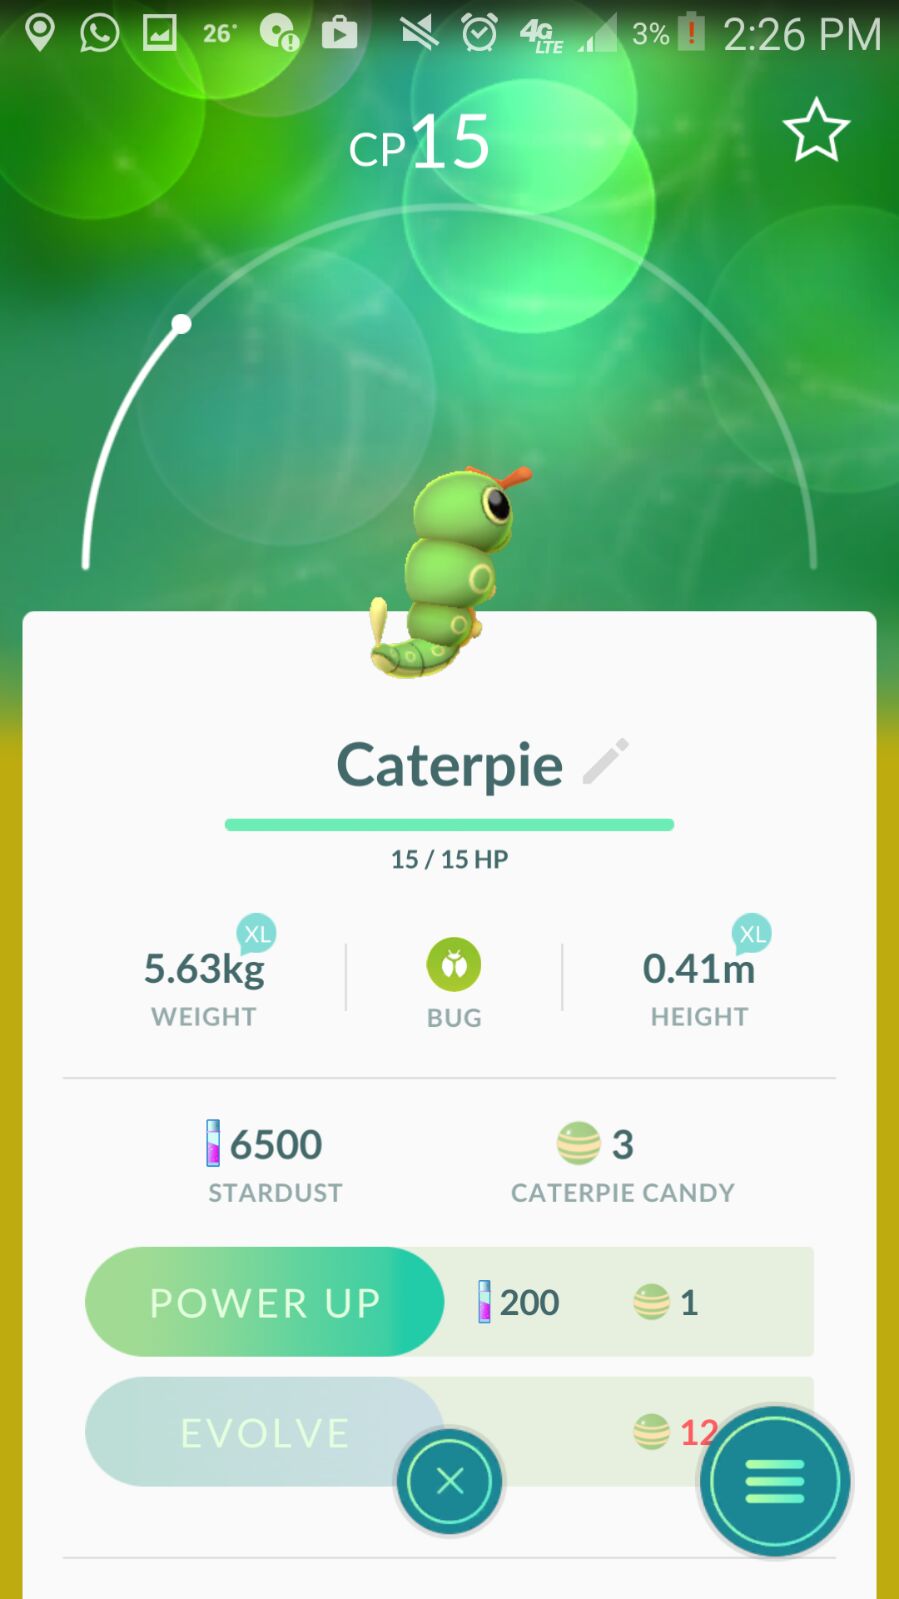 26° 4G LTE 3% 2:26 PM
CP15
Caterpie
15 / 15 HP
XL XL
5.63kg 0.41m
WEIGHT BUG HEIGHT
6500 3
STARDUST CATERPIE CANDY
POWER UP 200 1
EVOLVE 12